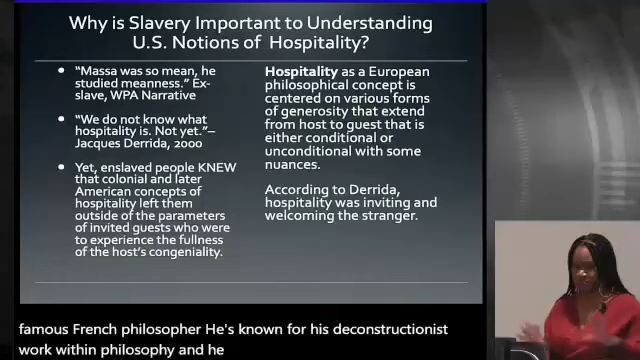 Why is Slavery Important to Understanding
U.S. Notions of Hospitality?
• "Massa was so mean, he
studied meanness." Ex-
slave, WPA Narrative
• "We do not know what
hospitality is. Not yet."–
Jacques Derrida, 2000
• Yet, enslaved people KNEW
that colonial and later
American concepts of
hospitality left them
outside of the parameters
of invited guests who were
to experience the fullness
of the host's congeniality.
Hospitality as a European
philosophical concept is
centered on various forms
of generosity that extend
from host to guest that is
either conditional or
unconditional with some
nuances.
According to Derrida,
hospitality was inviting and
welcoming the stranger.
famous French philosopher He's known for his deconstructionist
work within philosophy and he